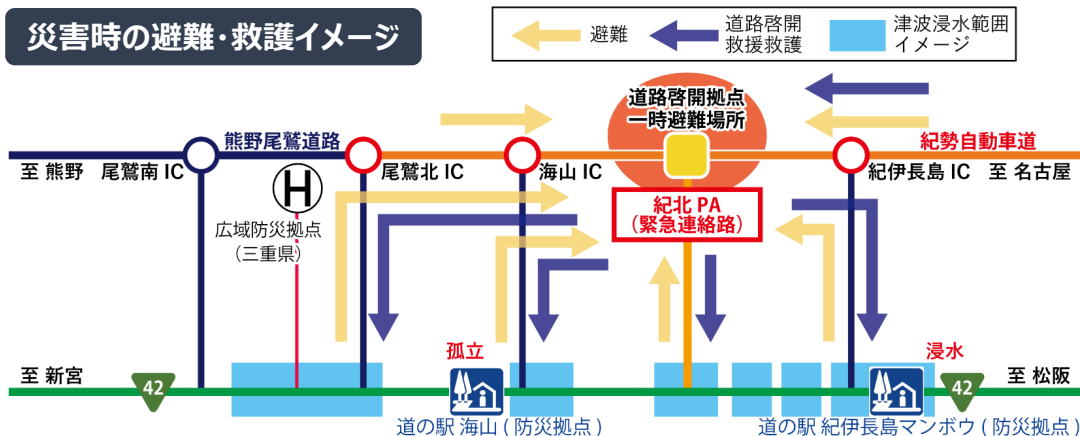 災害時の避難・救護イメージ
避難
道路啓開
救援救護
津波浸水範囲
イメージ
道路啓開拠点
一時避難場所
熊野尾鷲道路
紀勢自動車道
至 熊野
尾鷲南 IC
尾鷲北 IC
海山 IC
紀伊長島 IC
至 名古屋
H
広域防災拠点
(三重県)
紀北 PA
(緊急連絡路)
孤立
浸水
至 新宮
42
42
至 松阪
道の駅 海山 ( 防災拠点 )
道の駅 紀伊長島マンボウ ( 防災拠点 )